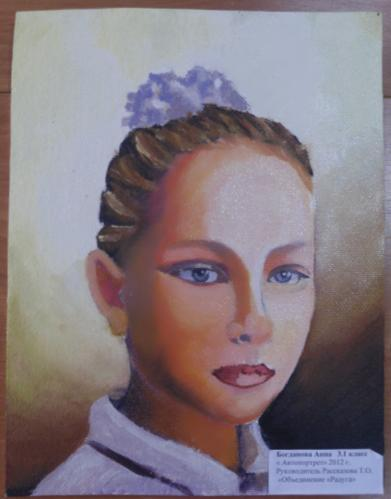 Богданова Анна 3.1 класс
« Автопортрет» 2012 г.
Руководитель Рассказова Т.О.
«Объединение «Радуга»